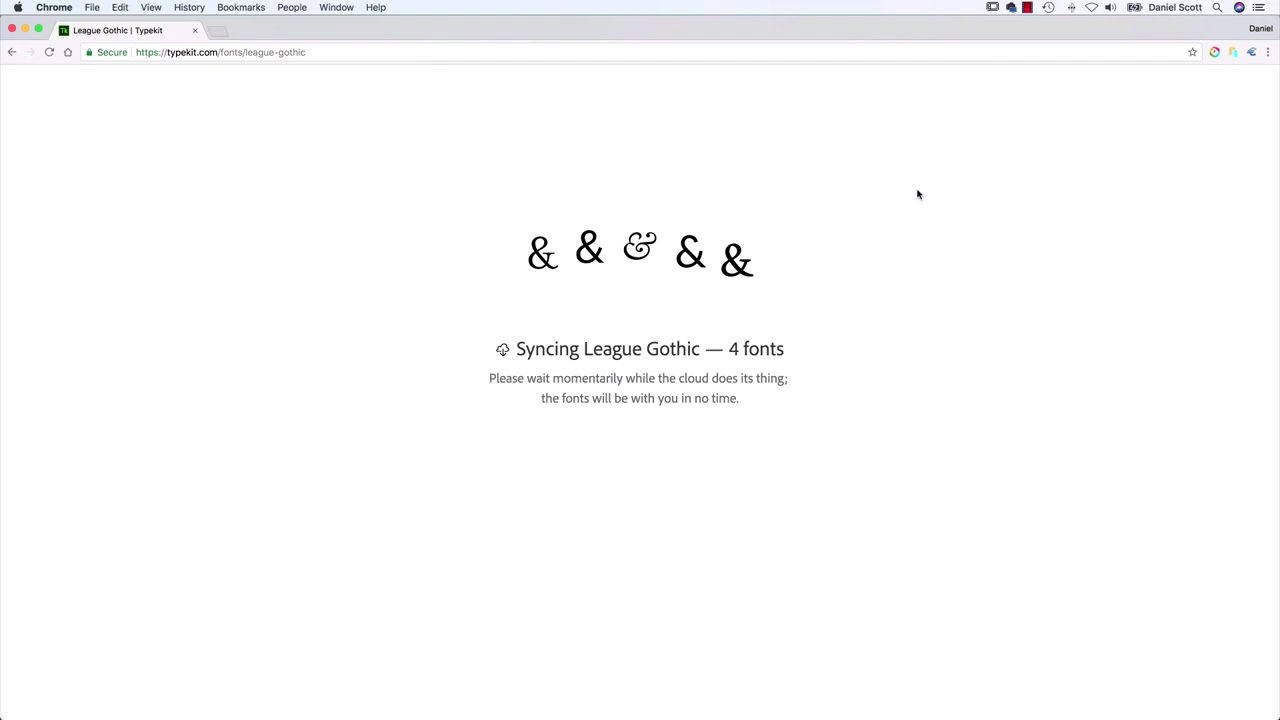 Chrome File Edit View History Bookmarks People Window Help Daniel Scott
Tk League Gothic | Typekit × Daniel
Secure https://typekit.com/fonts/league-gothic
& & & & &
Syncing League Gothic — 4 fonts
Please wait momentarily while the cloud does its thing;
the fonts will be with you in no time.